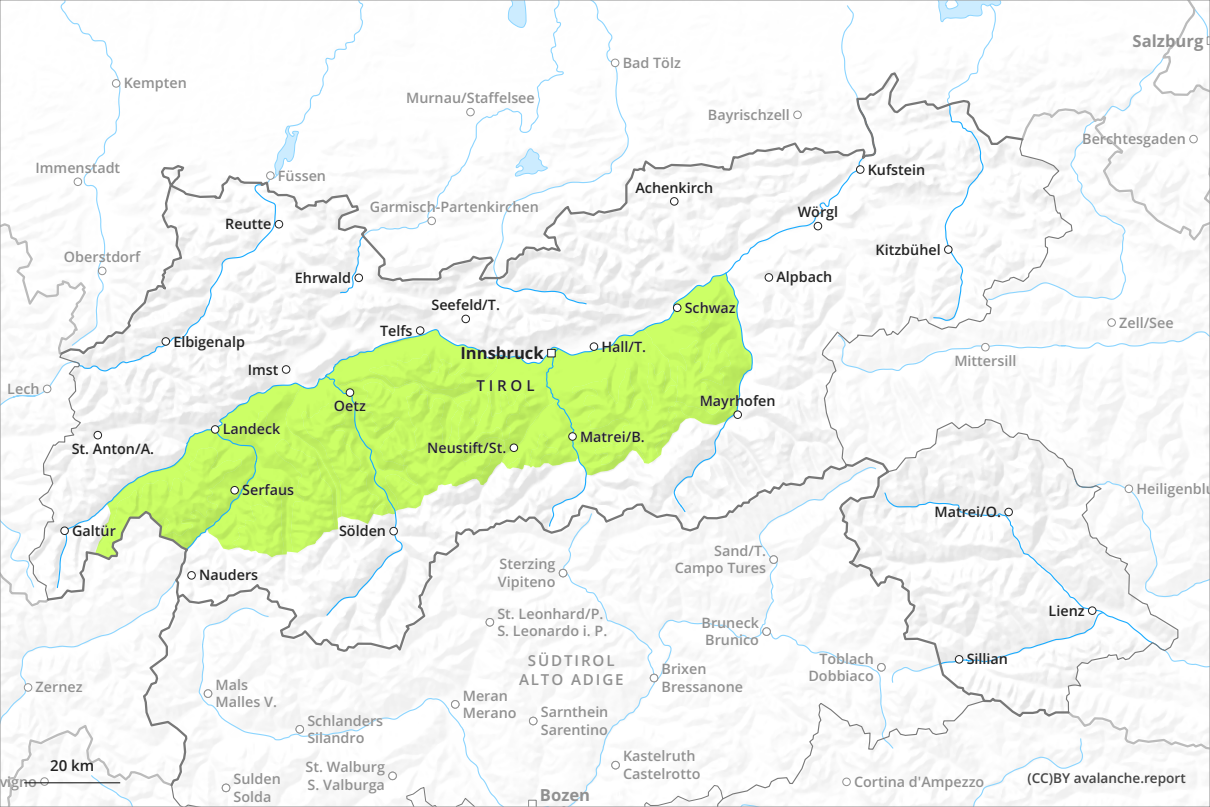 Salzburg
Bad Tölz
Kempten
Murnau/Staffelsee
Bayrischzell
Berchtesgaden
Immenstadt
Füssen
Kufstein
Achenkirch
Garmisch-Partenkirchen
Wörgl
Reutte
Kitzbühel
Oberstdorf
Ehrwald
Alpbach
Seefeld/T.
Schwaz
Zell/See
Telfs
Elbigenalp
Innsbruck
Hall/T.
Mittersill
Imst
TIROL
Lech
Oetz
Mayrhofen
Landeck
St. Anton/A.
Neustift/St.
Matrei/B.
Serfaus
Heiligenblu
Matrei/O.
Galtür
Sölden
Sand/T.
Campo Tures
Sterzing
Vipiteno
Nauders
St. Leonhard/P.
S. Leonardo i. P.
Lienz
Bruneck
Brunico
SÜDTIROL
ALTO ADIGE
Sillian
Toblach
Dobbiaco
Brixen
Bressanone
Zernez
Mals
Malles V.
Meran
Merano
Sarnthein
Sarentino
Schlanders
Silandro
Kastelruth
Castelrotto
20 km
St. Walburg
S. Valburga
Sulden
Solda
vigno
Cortina d'Ampezzo
(CC)BY avalanche.report
Bozen